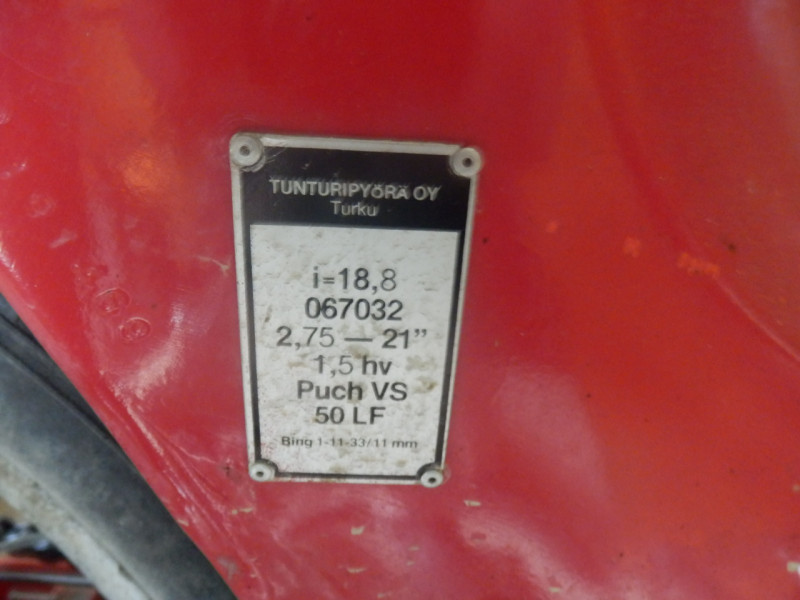 TUNTURIPYÖRÄ OY
Turku
i=18,8
067032
2,75 — 21”
1,5 hv
Puch VS
50 LF
Bing 1-11-33/11 mm